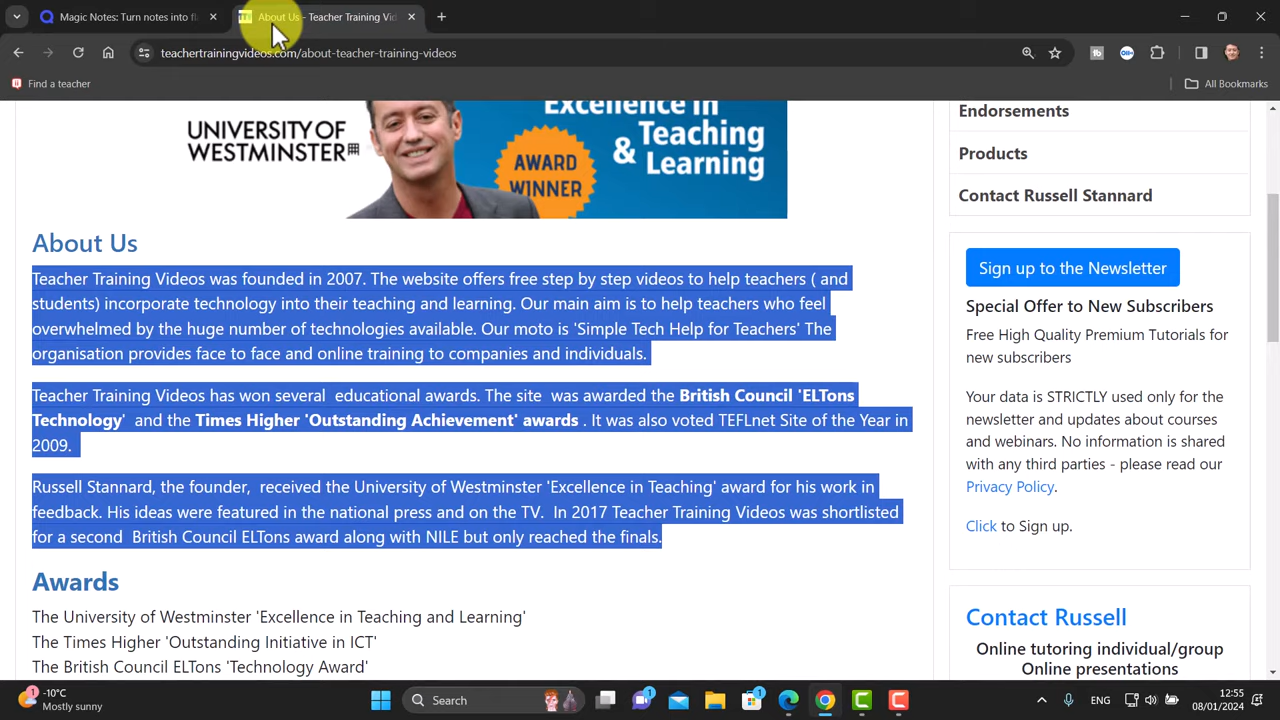 Magic Notes: Turn notes into fl
About Us - Teacher Training Vid
teachertrainingvideos.com/about-teacher-training-videos
Find a teacher
All Bookmarks
UNIVERSITY OF
WESTMINSTER
Excellence in
Teaching
& Learning
AWARD
WINNER
About Us
Teacher Training Videos was founded in 2007. The website offers free step by step videos to help teachers ( and
students) incorporate technology into their teaching and learning. Our main aim is to help teachers who feel
overwhelmed by the huge number of technologies available. Our moto is 'Simple Tech Help for Teachers' The
organisation provides face to face and online training to companies and individuals.
Teacher Training Videos has won several educational awards. The site was awarded the British Council 'ELTons
Technology' and the Times Higher 'Outstanding Achievement' awards . It was also voted TEFLnet Site of the Year in
2009.
Russell Stannard, the founder, received the University of Westminster 'Excellence in Teaching' award for his work in
feedback. His ideas were featured in the national press and on the TV. In 2017 Teacher Training Videos was shortlisted
for a second British Council ELTons award along with NILE but only reached the finals.
Awards
The University of Westminster 'Excellence in Teaching and Learning'
The Times Higher 'Outstanding Initiative in ICT'
The British Council ELTons 'Technology Award'
Endorsements
Products
Contact Russell Stannard
Sign up to the Newsletter
Special Offer to New Subscribers
Free High Quality Premium Tutorials for
new subscribers
Your data is STRICTLY used only for the
newsletter and updates about courses
and webinars. No information is shared
with any third parties - please read our
Privacy Policy.
Click to Sign up.
Contact Russell
Online tutoring individual/group
Online presentations
1
-10°C
Mostly sunny
Search
1
1
ENG
12:55
08/01/2024